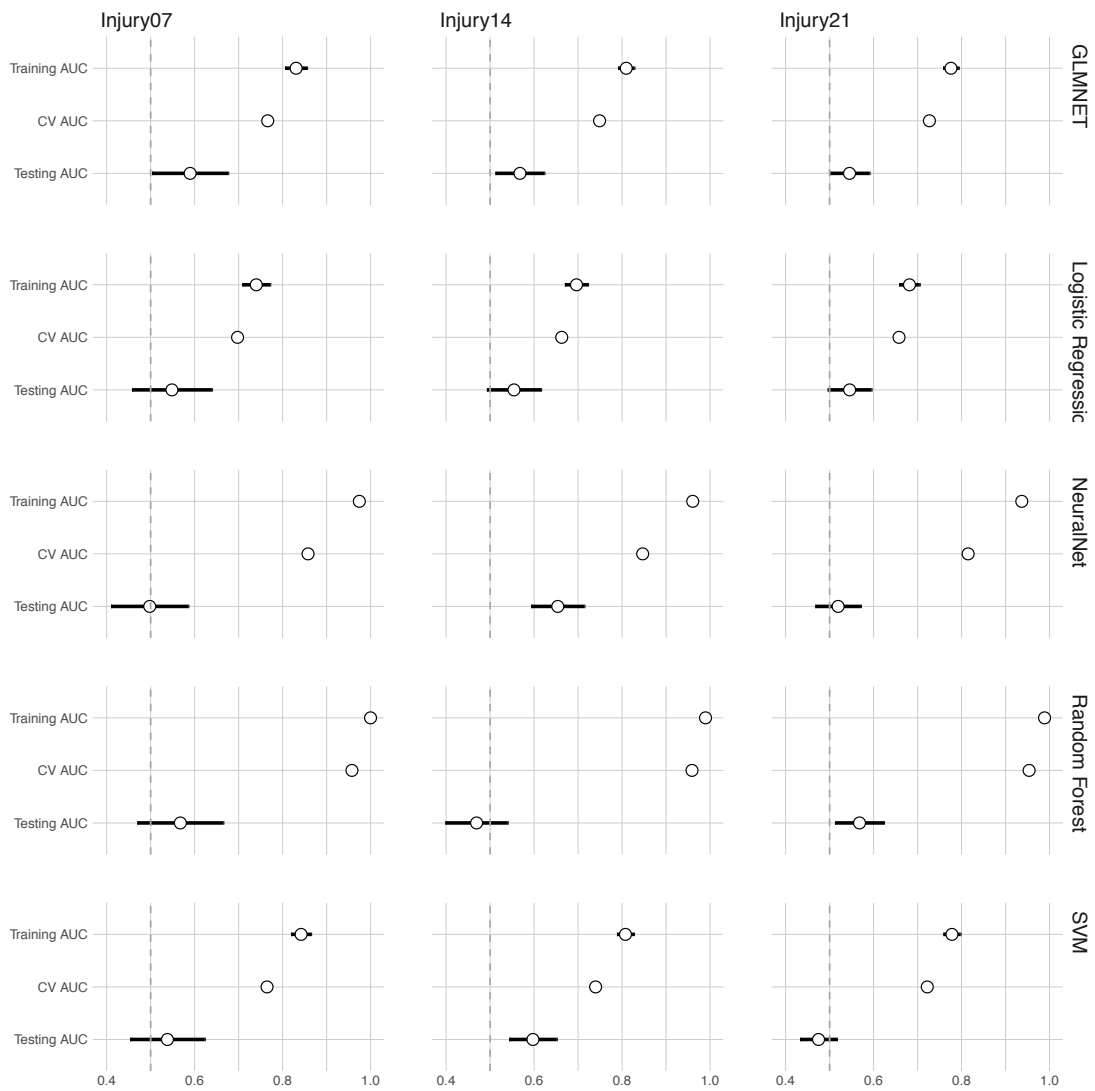 Injury07 Injury14 Injury21
GLMNET
Training AUC
CV AUC
Testing AUC
Logistic Regressic
Training AUC
CV AUC
Testing AUC
NeuralNet
Training AUC
CV AUC
Testing AUC
Random Forest
Training AUC
CV AUC
Testing AUC
SVM
Training AUC
CV AUC
Testing AUC
0.4 0.6 0.8 1.0 0.4 0.6 0.8 1.0 0.4 0.6 0.8 1.0